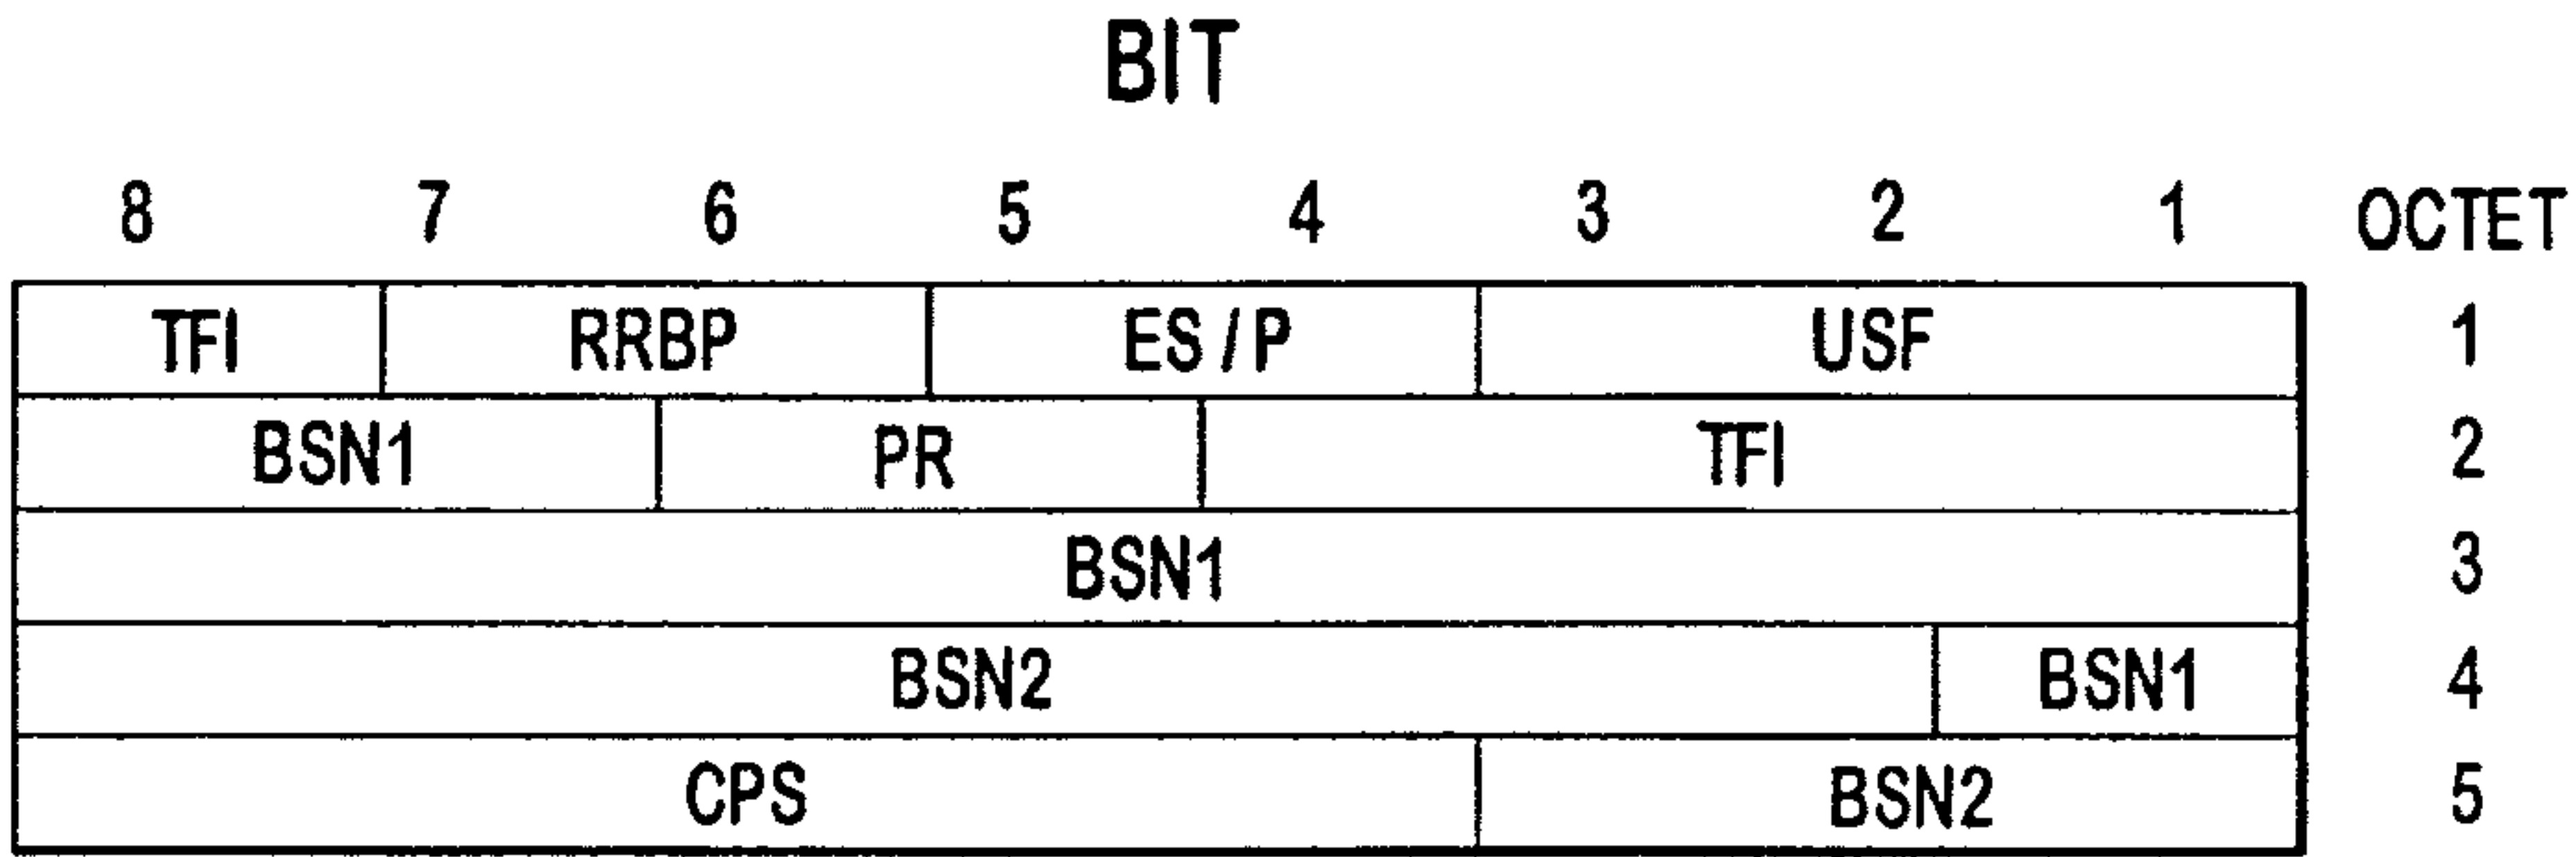 BIT
8 7 6 5 4 3 2 1 OCTET
TFI RRBP ES / P USF 1
BSN1 PR TFI 2
BSN1 3
BSN2 BSN1 4
CPS BSN2 5